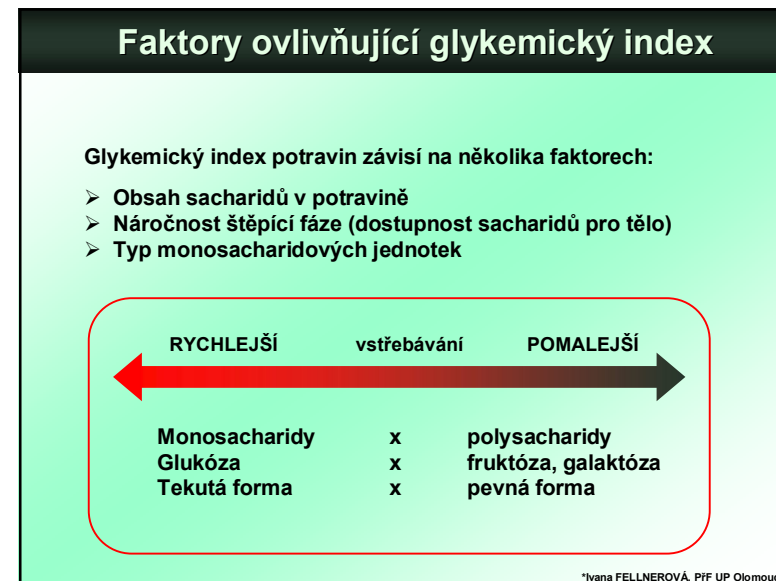 Faktory ovlivňující glykemický index
Glykemický index potravin závisí na několika faktorech:
➢ Obsah sacharidů v potravině
➢ Náročnost štěpící fáze (dostupnost sacharidů pro tělo)
➢ Typ monosacharidových jednotek
RYCHLEJŠÍ vstřebávání POMALEJŠÍ
Monosacharidy x polysacharidy
Glukóza x fruktóza, galaktóza
Tekutá forma x pevná forma
*Ivana FELLNEROVÁ, PřF UP Olomouc